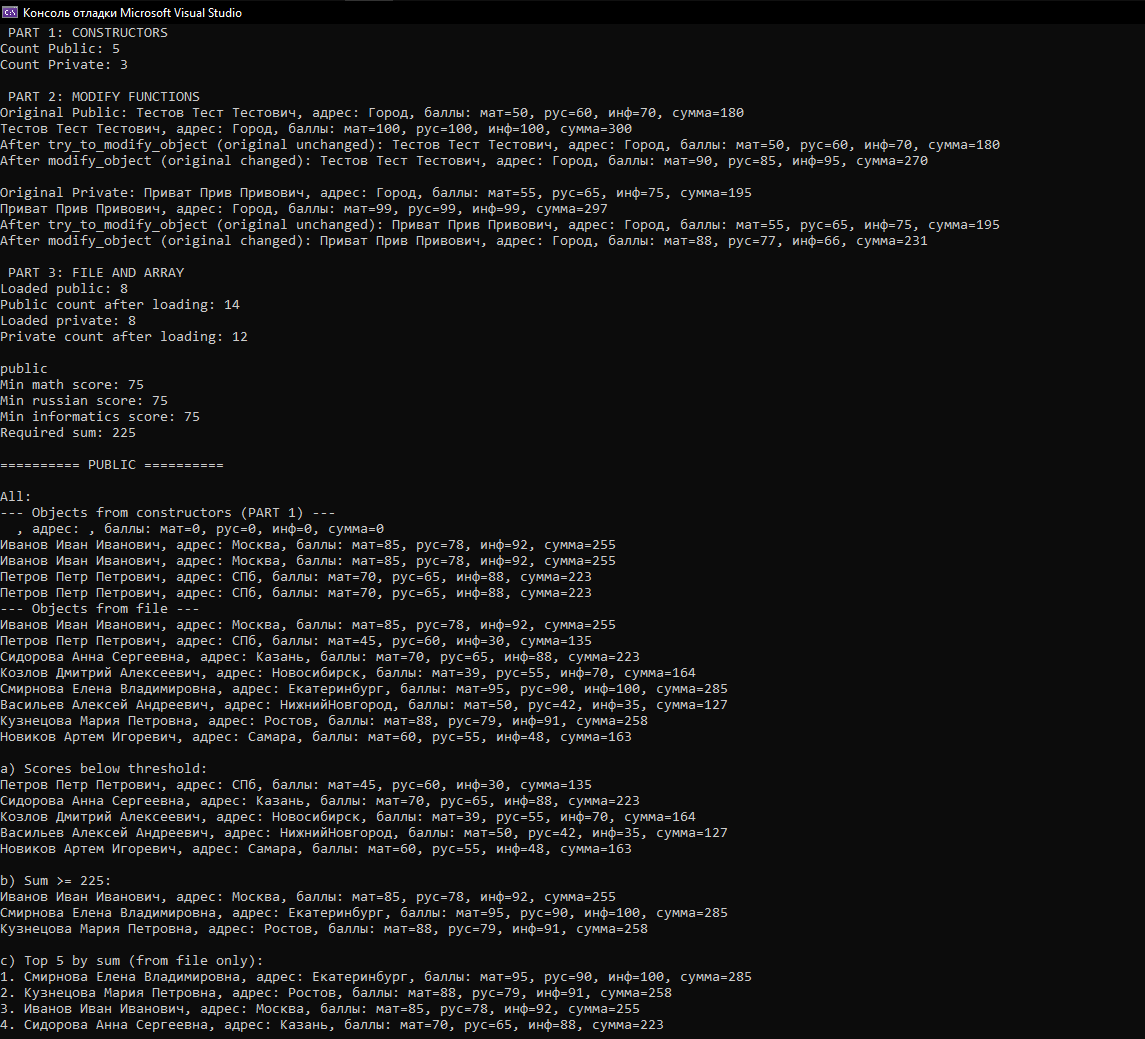 Консоль отладки Microsoft Visual Studio
PART 1: CONSTRUCTORS
Count Public: 5
Count Private: 3
PART 2: MODIFY FUNCTIONS
Original Public: Тестов Тест Тестович, адрес: Город, баллы: мат=50, рус=60, инф=70, сумма=180
Тестов Тест Тестович, адрес: Город, баллы: мат=100, рус=100, инф=100, сумма=300
After try_to_modify_object (original unchanged): Тестов Тест Тестович, адрес: Город, баллы: мат=50, рус=60, инф=70, сумма=180
After modify_object (original changed): Тестов Тест Тестович, адрес: Город, баллы: мат=90, рус=85, инф=95, сумма=270
Original Private: Приват Прив Привович, адрес: Город, баллы: мат=55, рус=65, инф=75, сумма=195
Приват Прив Привович, адрес: Город, баллы: мат=99, рус=99, инф=99, сумма=297
After try_to_modify_object (original unchanged): Приват Прив Привович, адрес: Город, баллы: мат=55, рус=65, инф=75, сумма=195
After modify_object (original changed): Приват Прив Привович, адрес: Город, баллы: мат=88, рус=77, инф=66, сумма=231
PART 3: FILE AND ARRAY
Loaded public: 8
Public count after loading: 14
Loaded private: 8
Private count after loading: 12
public
Min math score: 75
Min russian score: 75
Min informatics score: 75
Required sum: 225
========== PUBLIC ==========
All:
--- Objects from constructors (PART 1) ---
, адрес: , баллы: мат=0, рус=0, инф=0, сумма=0
Иванов Иван Иванович, адрес: Москва, баллы: мат=85, рус=78, инф=92, сумма=255
Иванов Иван Иванович, адрес: Москва, баллы: мат=85, рус=78, инф=92, сумма=255
Петров Петр Петрович, адрес: СПб, баллы: мат=70, рус=65, инф=88, сумма=223
Петров Петр Петрович, адрес: СПб, баллы: мат=70, рус=65, инф=88, сумма=223
--- Objects from file ---
Иванов Иван Иванович, адрес: Москва, баллы: мат=85, рус=78, инф=92, сумма=255
Петров Петр Петрович, адрес: СПб, баллы: мат=45, рус=60, инф=30, сумма=135
Сидорова Анна Сергеевна, адрес: Казань, баллы: мат=70, рус=65, инф=88, сумма=223
Козлов Дмитрий Алексеевич, адрес: Новосибирск, баллы: мат=39, рус=55, инф=70, сумма=164
Смирнова Елена Владимировна, адрес: Екатеринбург, баллы: мат=95, рус=90, инф=100, сумма=285
Васильев Алексей Андреевич, адрес: НижнийНовгород, баллы: мат=50, рус=42, инф=35, сумма=127
Кузнецова Мария Петровна, адрес: Ростов, баллы: мат=88, рус=79, инф=91, сумма=258
Новиков Артем Игоревич, адрес: Самара, баллы: мат=60, рус=55, инф=48, сумма=163
a) Scores below threshold:
Петров Петр Петрович, адрес: СПб, баллы: мат=45, рус=60, инф=30, сумма=135
Сидорова Анна Сергеевна, адрес: Казань, баллы: мат=70, рус=65, инф=88, сумма=223
Козлов Дмитрий Алексеевич, адрес: Новосибирск, баллы: мат=39, рус=55, инф=70, сумма=164
Васильев Алексей Андреевич, адрес: НижнийНовгород, баллы: мат=50, рус=42, инф=35, сумма=127
Новиков Артем Игоревич, адрес: Самара, баллы: мат=60, рус=55, инф=48, сумма=163
b) Sum >= 225:
Иванов Иван Иванович, адрес: Москва, баллы: мат=85, рус=78, инф=92, сумма=255
Смирнова Елена Владимировна, адрес: Екатеринбург, баллы: мат=95, рус=90, инф=100, сумма=285
Кузнецова Мария Петровна, адрес: Ростов, баллы: мат=88, рус=79, инф=91, сумма=258
c) Top 5 by sum (from file only):
1. Смирнова Елена Владимировна, адрес: Екатеринбург, баллы: мат=95, рус=90, инф=100, сумма=285
2. Кузнецова Мария Петровна, адрес: Ростов, баллы: мат=88, рус=79, инф=91, сумма=258
3. Иванов Иван Иванович, адрес: Москва, баллы: мат=85, рус=78, инф=92, сумма=255
4. Сидорова Анна Сергеевна, адрес: Казань, баллы: мат=70, рус=65, инф=88, сумма=223